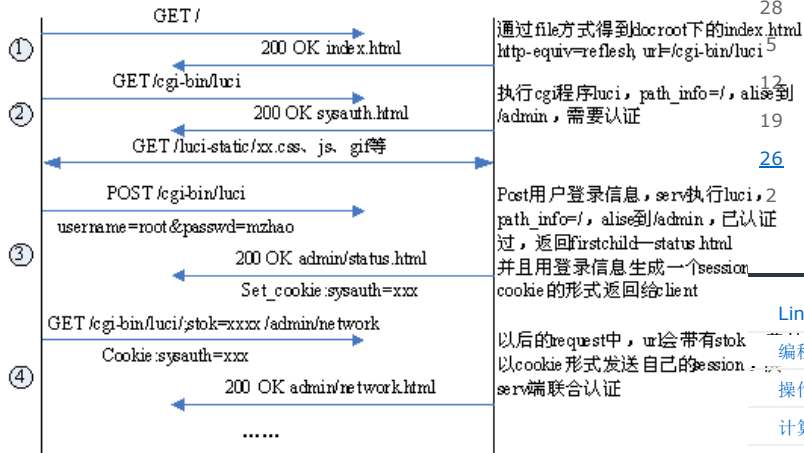 GET /
200 OK index.html
通过file方式得到docroot下的index.html
http-equiv=reflesh, url=/cgi-bin/luci
①
GET /cgi-bin/luci
200 OK sysauth.html
执行cgi程序luci，path_info=/，alise到
/admin，需要认证
②
GET /luci-static/xx.css、js、gif等
POST /cgi-bin/luci
username=root&passwd=mzhao
200 OK admin/status.html
Set_cookie:sysauth=xxx
Post用户登录信息，serv执行luci，
path_info=/，alise到/admin，已认证
过，返回firstchild—status.html
并且用登录信息生成一个session
cookie的形式返回给client
③
GET /cgi-bin/luci/;stok=xxxx /admin/network
Cookie:sysauth=xxx
200 OK admin/network.html
以后的request中，url会带有stok
以cookie形式发送自己的session，
serv端联合认证
④
......
28
5
12
19
26
2
Lin
编程
操作
计算